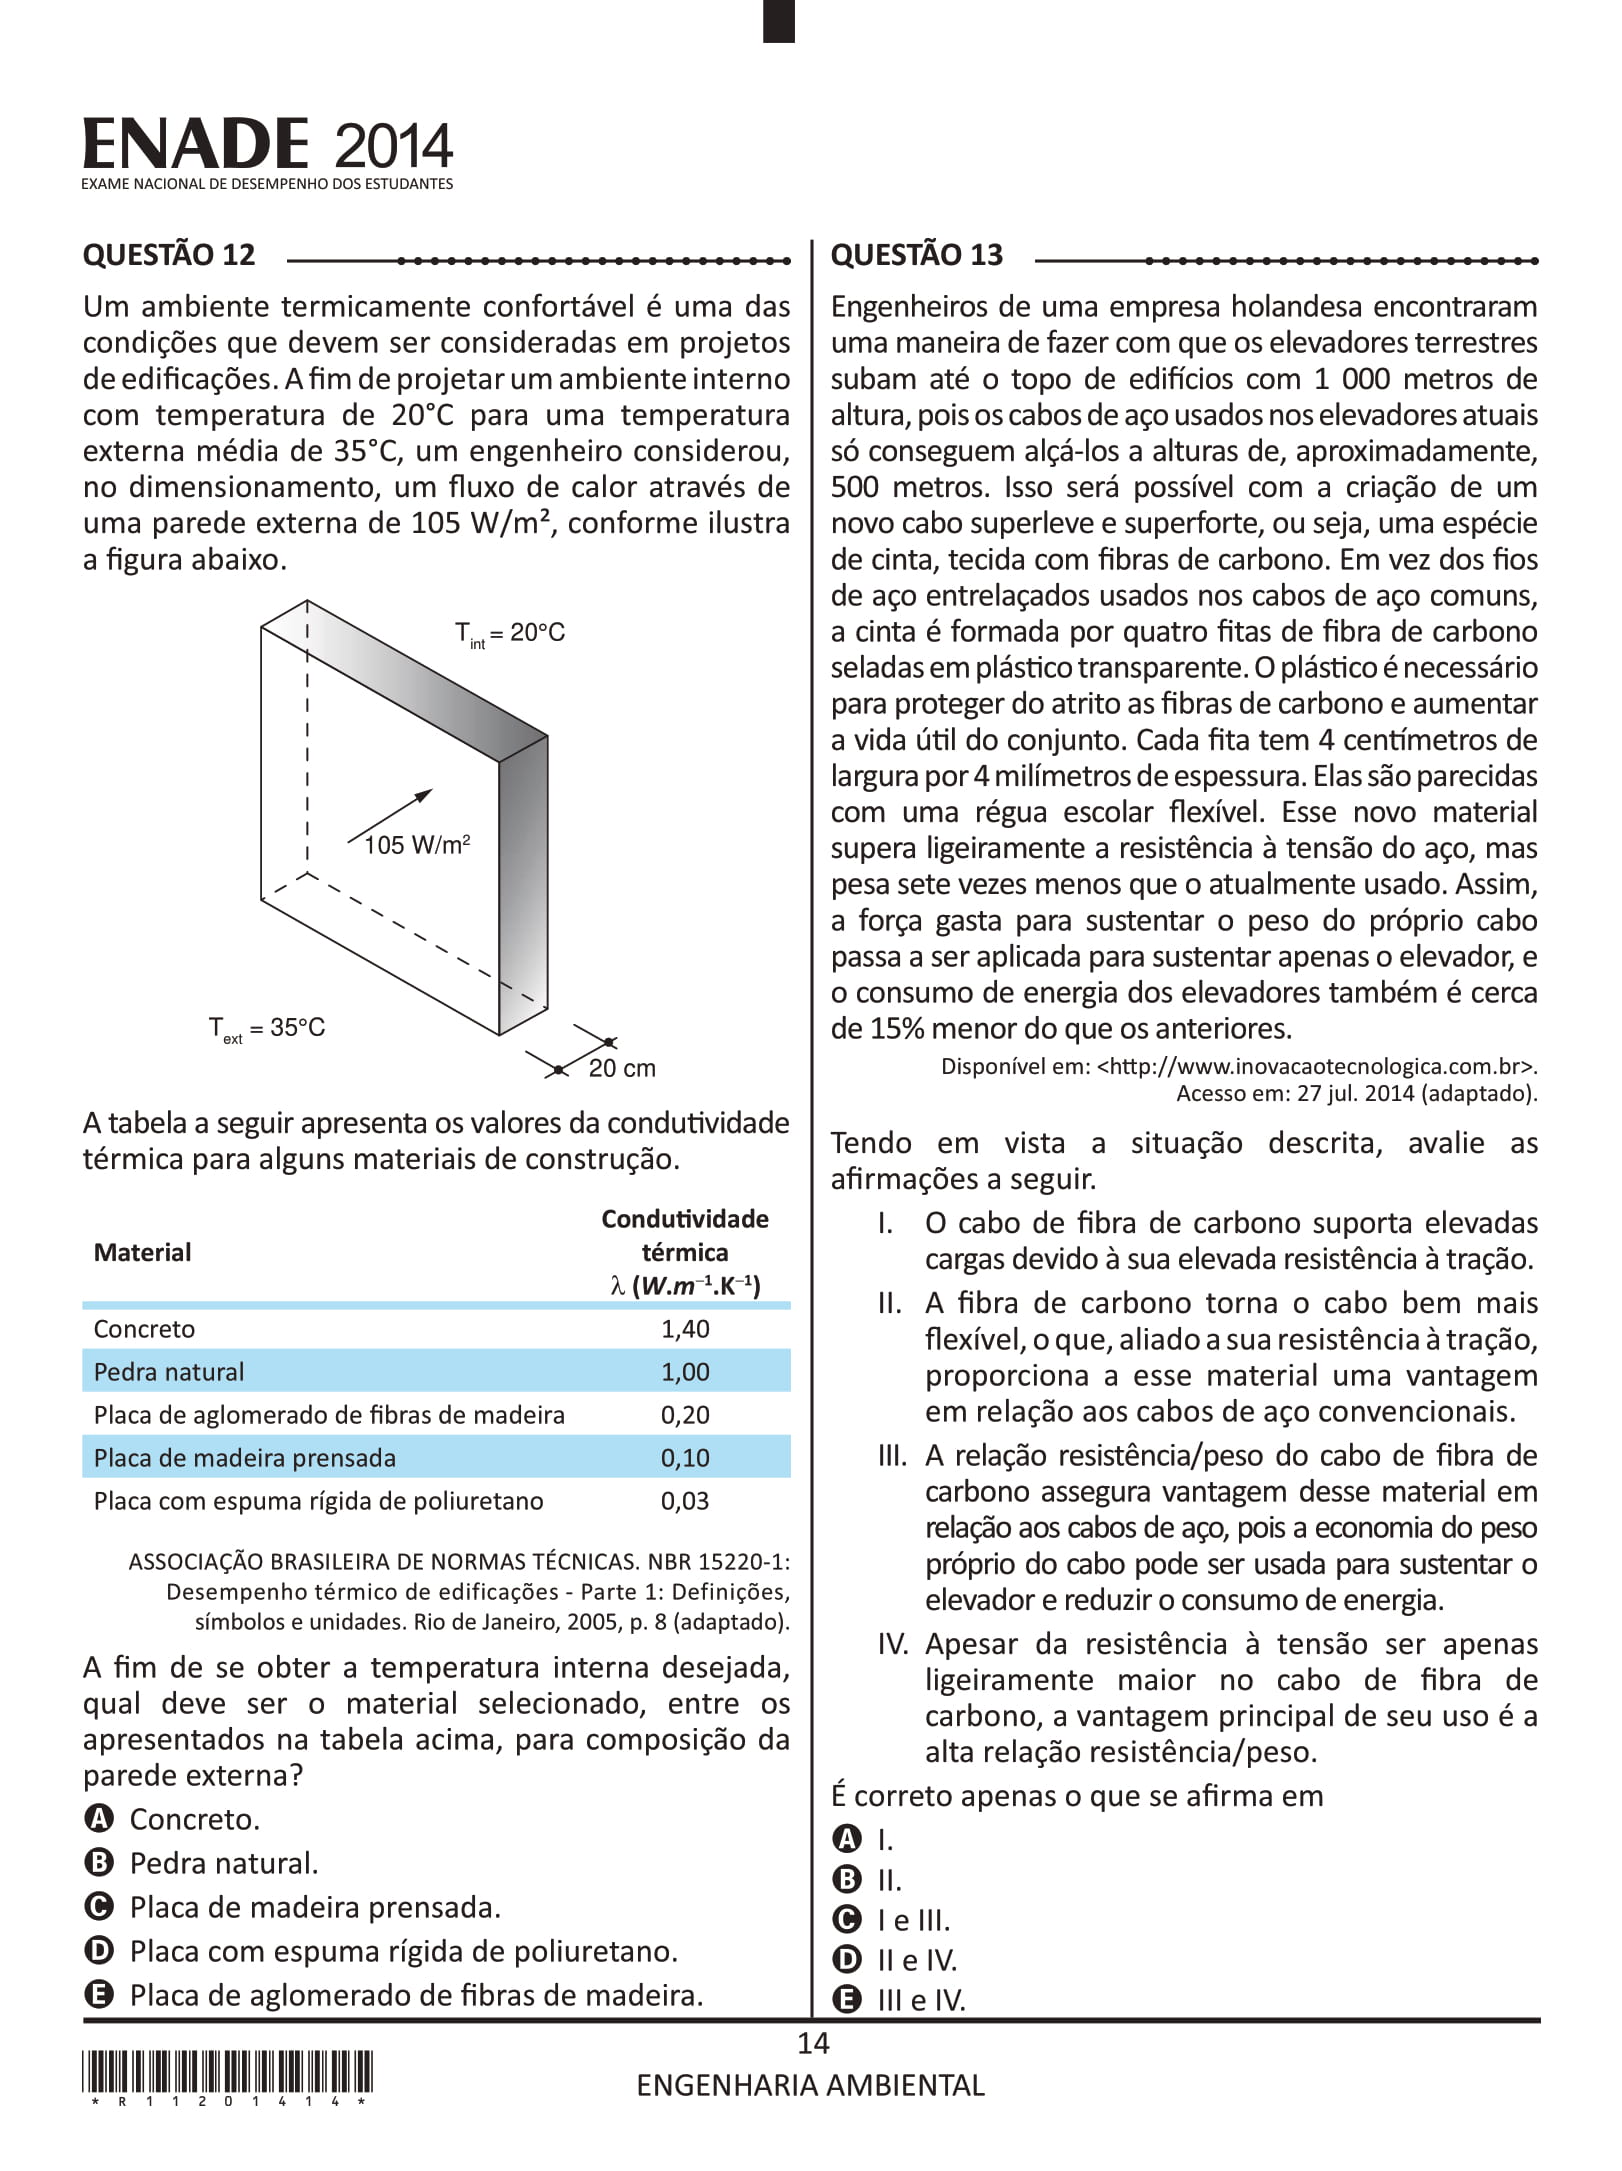 ENADE 2014
EXAME NACIONAL DE DESEMPENHO DOS ESTUDANTES
QUESTÃO 12
Um ambiente termicamente confortável é uma das
condições que devem ser consideradas em projetos
de edificações. A fim de projetar um ambiente interno
com temperatura de 20°C para uma temperatura
externa média de 35°C, um engenheiro considerou,
no dimensionamento, um fluxo de calor através de
uma parede externa de 105 W/m², conforme ilustra
a figura abaixo.
T int = 20°C
105 W/m²
T ext = 35°C
20 cm
A tabela a seguir apresenta os valores da condutividade
térmica para alguns materiais de construção.
Material
Condutividade
térmica
λ (W.m⁻¹.K⁻¹)
Concreto 1,40
Pedra natural 1,00
Placa de aglomerado de fibras de madeira 0,20
Placa de madeira prensada 0,10
Placa com espuma rígida de poliuretano 0,03
ASSOCIAÇÃO BRASILEIRA DE NORMAS TÉCNICAS. NBR 15220-1:
Desempenho térmico de edificações - Parte 1: Definições,
símbolos e unidades. Rio de Janeiro, 2005, p. 8 (adaptado).
A fim de se obter a temperatura interna desejada,
qual deve ser o material selecionado, entre os
apresentados na tabela acima, para composição da
parede externa?
A Concreto.
B Pedra natural.
C Placa de madeira prensada.
D Placa com espuma rígida de poliuretano.
E Placa de aglomerado de fibras de madeira.
QUESTÃO 13
Engenheiros de uma empresa holandesa encontraram
uma maneira de fazer com que os elevadores terrestres
subam até o topo de edifícios com 1 000 metros de
altura, pois os cabos de aço usados nos elevadores atuais
só conseguem alçá-los a alturas de, aproximadamente,
500 metros. Isso será possível com a criação de um
novo cabo superleve e superforte, ou seja, uma espécie
de cinta, tecida com fibras de carbono. Em vez dos fios
de aço entrelaçados usados nos cabos de aço comuns,
a cinta é formada por quatro fitas de fibra de carbono
seladas em plástico transparente. O plástico é necessário
para proteger do atrito as fibras de carbono e aumentar
a vida útil do conjunto. Cada fita tem 4 centímetros de
largura por 4 milímetros de espessura. Elas são parecidas
com uma régua escolar flexível. Esse novo material
supera ligeiramente a resistência à tensão do aço, mas
pesa sete vezes menos que o atualmente usado. Assim,
a força gasta para sustentar o peso do próprio cabo
passa a ser aplicada para sustentar apenas o elevador, e
o consumo de energia dos elevadores também é cerca
de 15% menor do que os anteriores.
Disponível em: <http://www.inovacaotecnologica.com.br>.
Acesso em: 27 jul. 2014 (adaptado).
Tendo em vista a situação descrita, avalie as
afirmações a seguir.
I. O cabo de fibra de carbono suporta elevadas
cargas devido à sua elevada resistência à tração.
II. A fibra de carbono torna o cabo bem mais
flexível, o que, aliado a sua resistência à tração,
proporciona a esse material uma vantagem
em relação aos cabos de aço convencionais.
III. A relação resistência/peso do cabo de fibra de
carbono assegura vantagem desse material em
relação aos cabos de aço, pois a economia do peso
próprio do cabo pode ser usada para sustentar o
elevador e reduzir o consumo de energia.
IV. Apesar da resistência à tensão ser apenas
ligeiramente maior no cabo de fibra de
carbono, a vantagem principal de seu uso é a
alta relação resistência/peso.
É correto apenas o que se afirma em
A I.
B II.
C I e III.
D II e IV.
E III e IV.
14
ENGENHARIA AMBIENTAL
* R 1 1 2 0 1 4 1 4 *